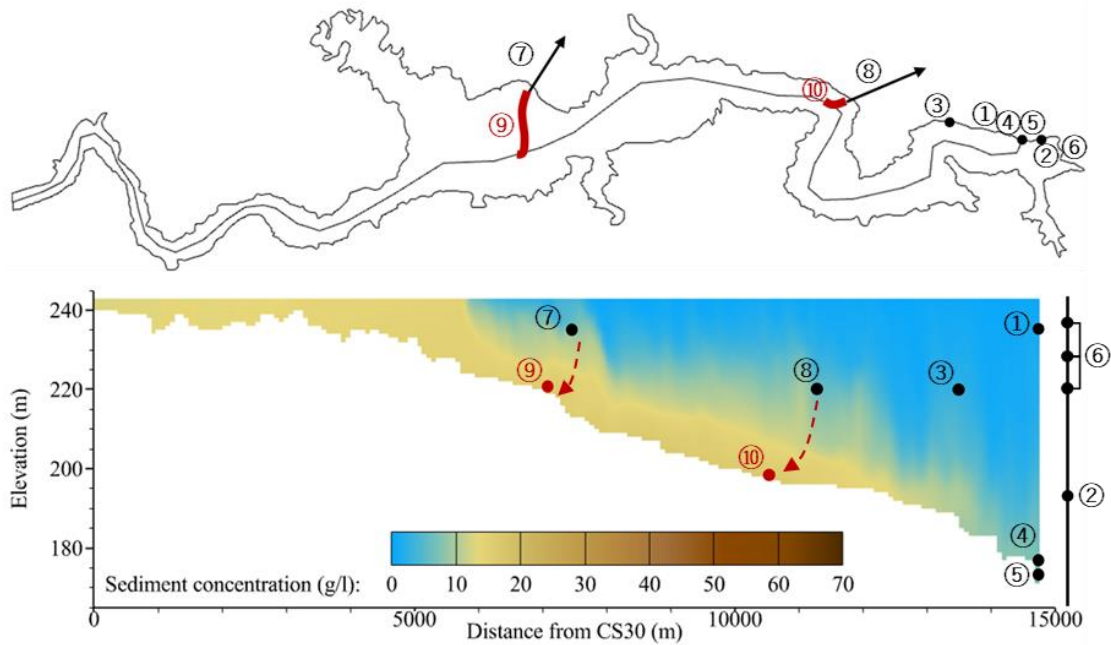 ⑦
⑧
⑩
③ ① ④ ⑤
⑨
② ⑥
240
⑦ ①
⑥
⑨ ⑧ ③
220
Elevation (m)
200
⑩
②
④
180
Sediment concentration (g/l):
⑤
0 10 20 30 40 50 60 70
0 5000 10000 15000
Distance from CS30 (m)